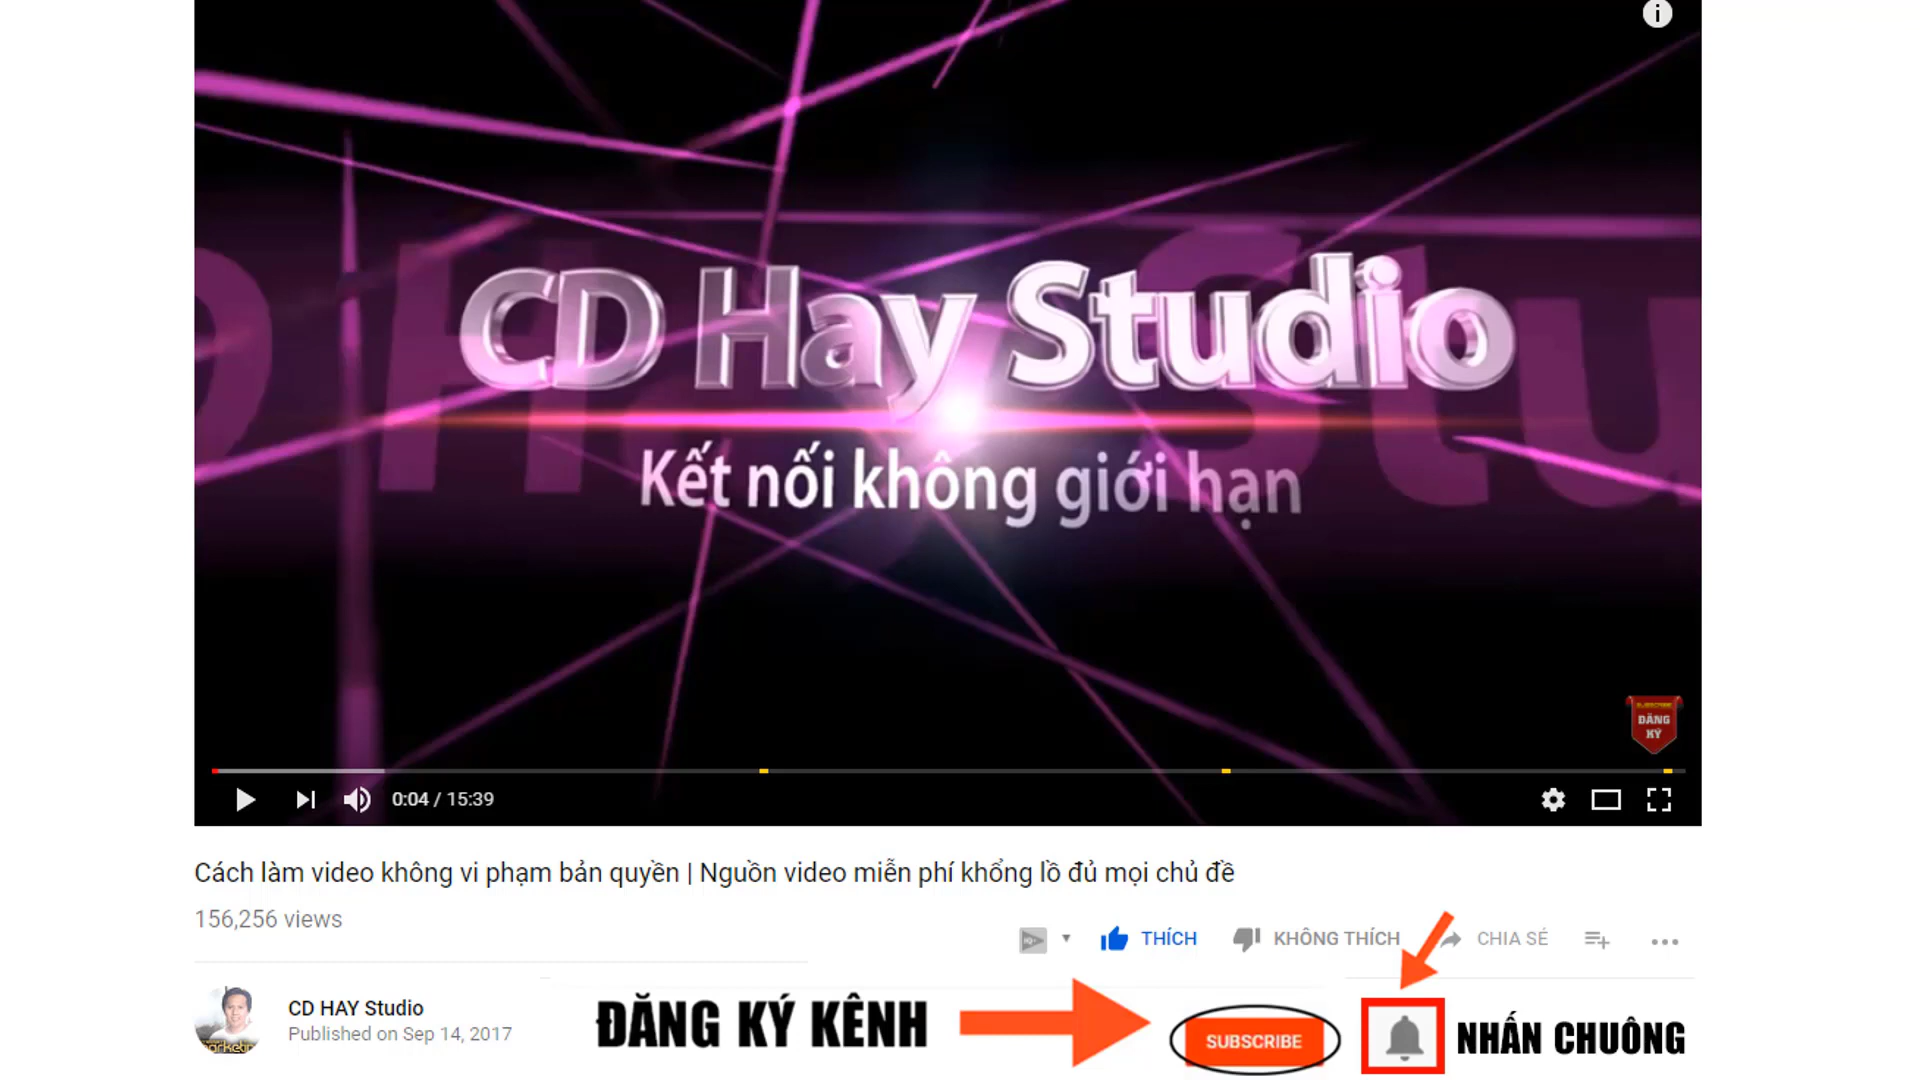 CD Hay Studio
Kết nối không giới hạn
SUBSCRIBE
ĐĂNG
KÝ
0:04 / 15:39
Cách làm video không vi phạm bản quyền | Nguồn video miễn phí khổng lồ đủ mọi chủ đề
156,256 views
THÍCH
KHÔNG THÍCH
CHIA SẺ
CD HAY Studio
Published on Sep 14, 2017
ĐĂNG KÝ KÊNH
SUBSCRIBE
NHẤN CHUÔNG